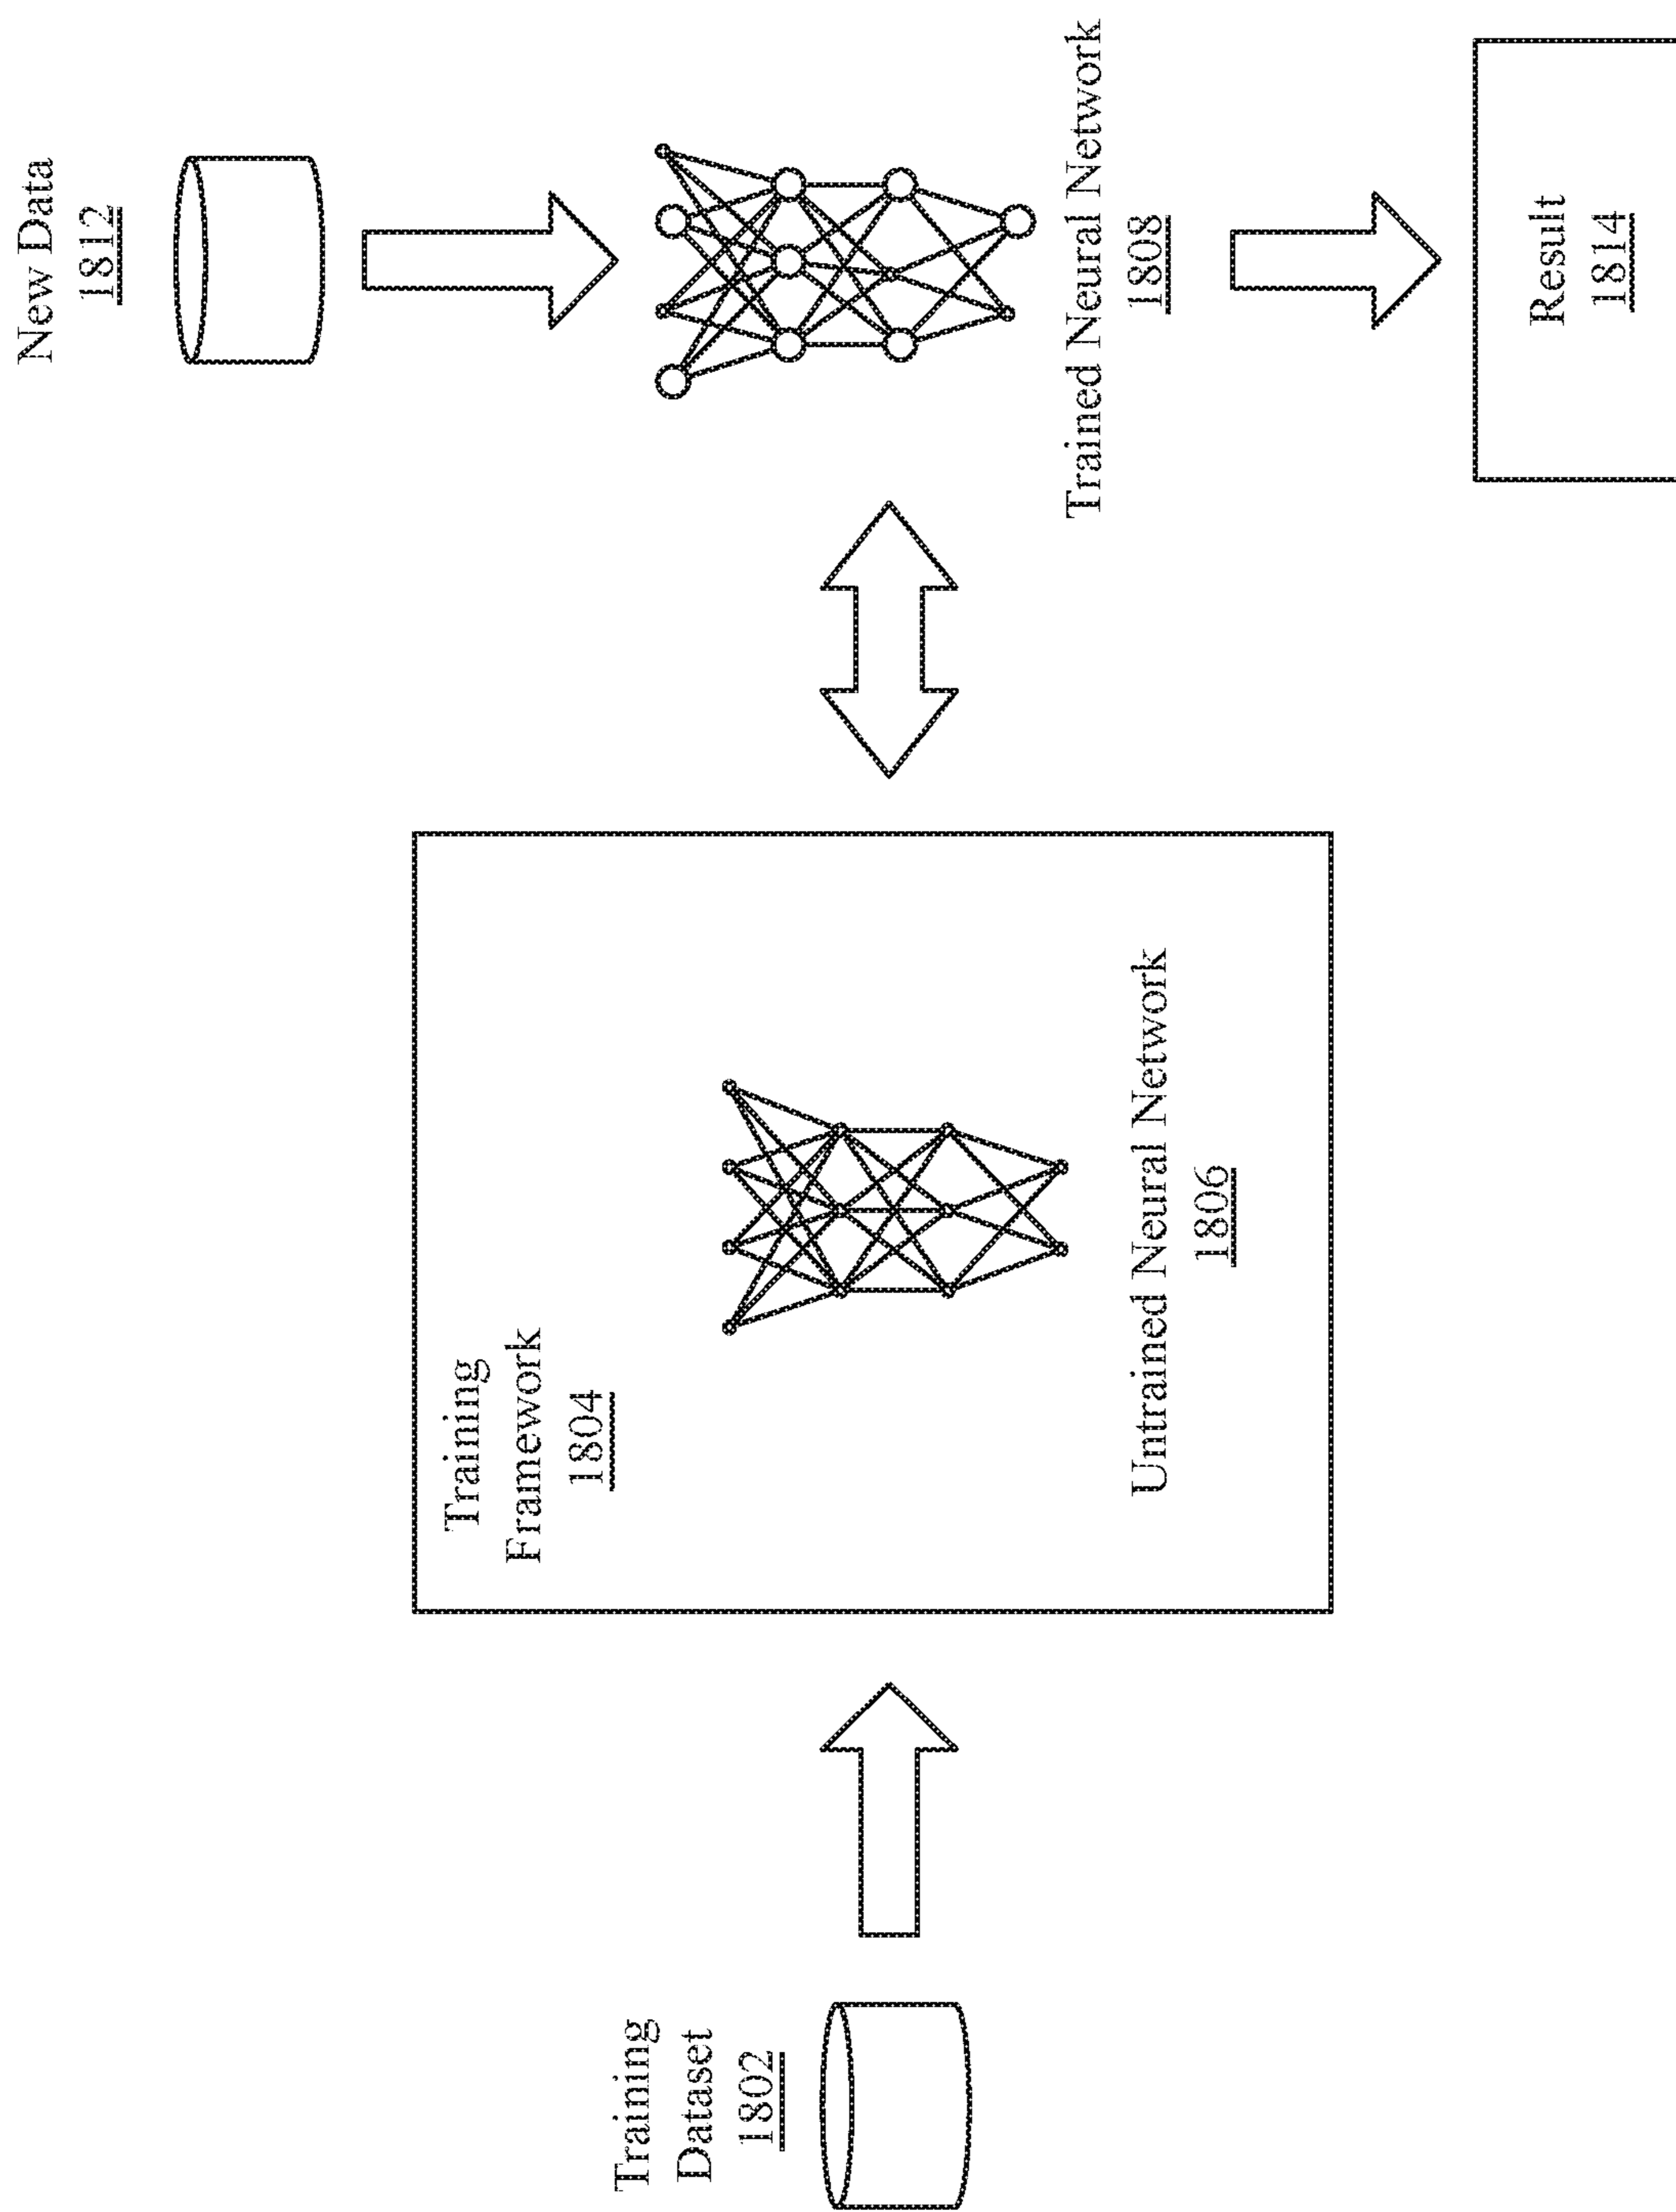 Training
Dataset
1802
Training
Framework
1804
Untrained Neural Network
1806
New Data
1812
Trained Neural Network
1808
Result
1814